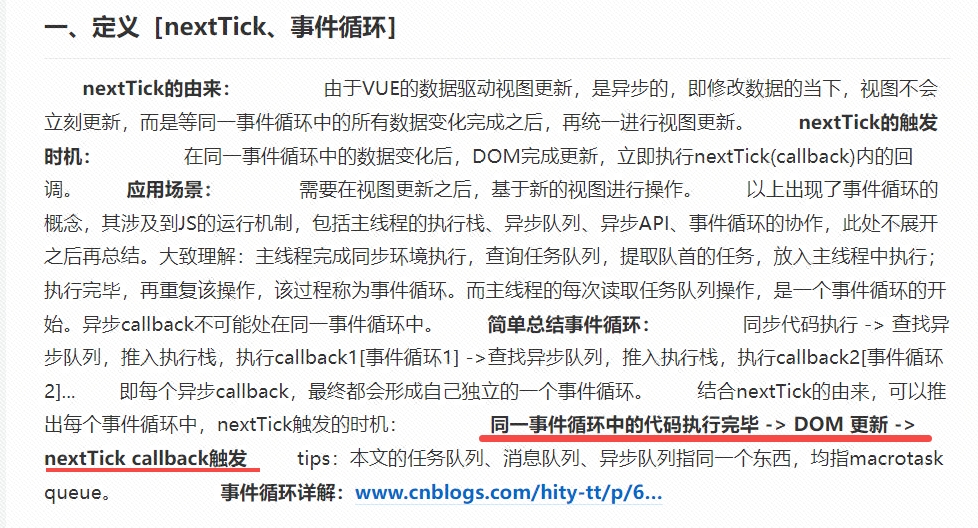 一、定义［nextTick、事件循环］
nextTick的由来： 由于VUE的数据驱动视图更新，是异步的，即修改数据的当下，视图不会
立刻更新，而是等同一事件循环中的所有数据变化完成之后，再统一进行视图更新。 nextTick的触发
时机： 在同一事件循环中的数据变化后，DOM完成更新，立即执行nextTick(callback)内的回
调。 应用场景： 需要在视图更新之后，基于新的视图进行操作。 以上出现了事件循环的
概念，其涉及到JS的运行机制，包括主线程的执行栈、异步队列、异步API、事件循环的协作，此处不展开
之后再总结。大致理解：主线程完成同步环境执行，查询任务队列，提取队首的任务，放入主线程中执行；
执行完毕，再重复该操作，该过程称为事件循环。而主线程的每次读取任务队列操作，是一个事件循环的开
始。异步callback不可能处在同一事件循环中。 简单总结事件循环： 同步代码执行 -> 查找异
步队列，推入执行栈，执行callback1[事件循环1] ->查找异步队列，推入执行栈，执行callback2[事件循环
2]... 即每个异步callback，最终都会形成自己独立的一个事件循环。 结合nextTick的由来，可以推
出每个事件循环中，nextTick触发的时机： 同一事件循环中的代码执行完毕 -> DOM 更新 ->
nextTick callback触发 tips：本文的任务队列、消息队列、异步队列指同一个东西，均指macrotask
queue。 事件循环详解：www.cnblogs.com/hity-tt/p/6...